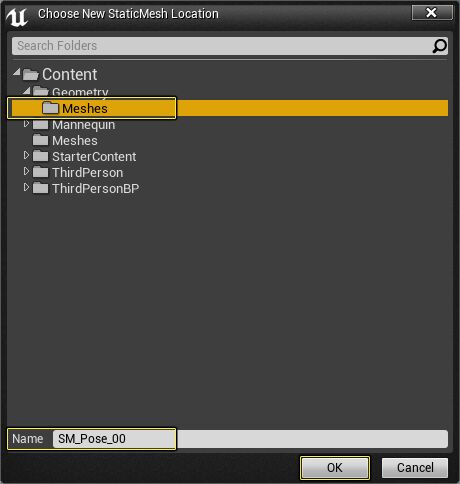 Choose New StaticMesh Location
Search Folders
Content
Geometry
Meshes
Mannequin
Meshes
StarterContent
ThirdPerson
ThirdPersonBP
Name SM_Pose_00
OK Cancel